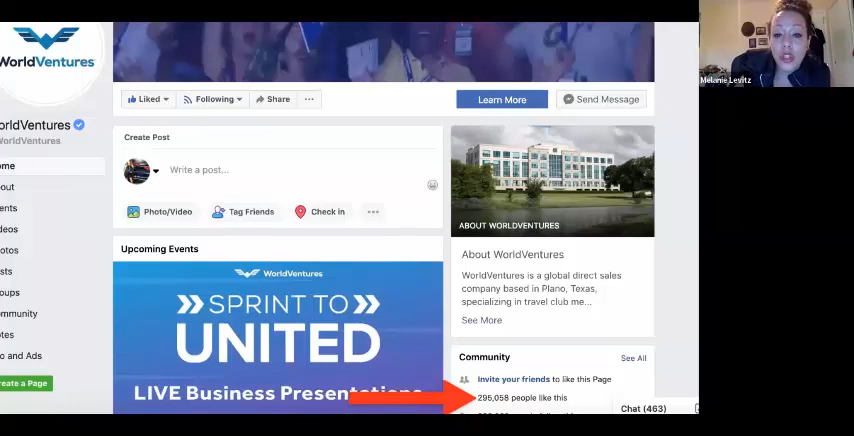 WorldVentures
orldVentures
WorldVentures
ome
out
ents
deos
otos
sts
oups
ommunity
otes
o and Ads
reate a Page
Liked
Following
Share
Learn More
Send Message
Create Post
Write a post...
Photo/Video
Tag Friends
Check in
Upcoming Events
WorldVentures
SPRINT TO
UNITED
LIVE Business Presentations
ABOUT WORLDVENTURES
About WorldVentures
WorldVentures is a global direct sales
company based in Plano, Texas,
specializing in travel club me...
See More
Community
See All
Invite your friends to like this Page
295,058 people like this
Chat (463)
Melanie Levitz